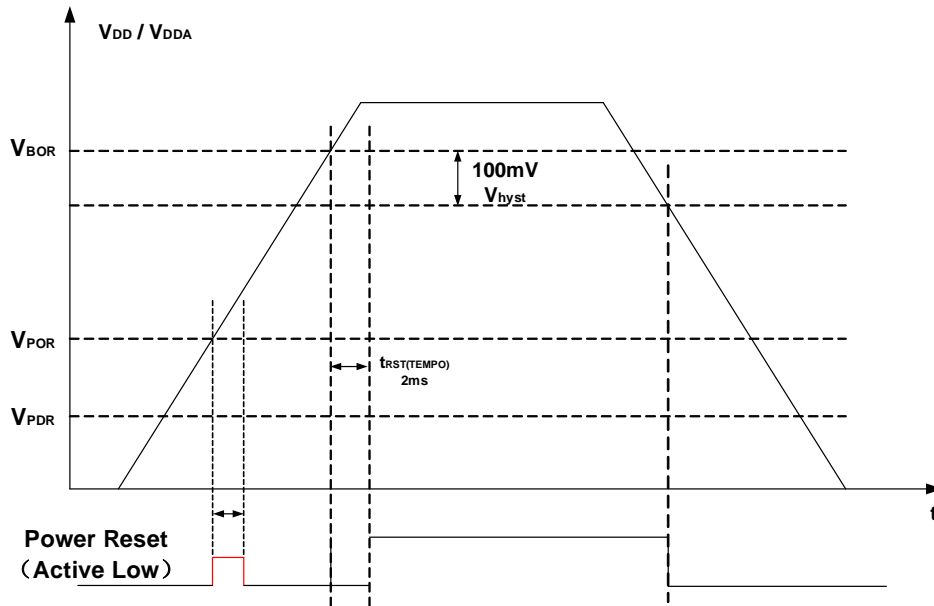 VDD / VDDA
VBOR
100mV
Vhyst
VPOR
tRST(TEMPO)
2ms
VPDR
t
Power Reset
（Active Low）